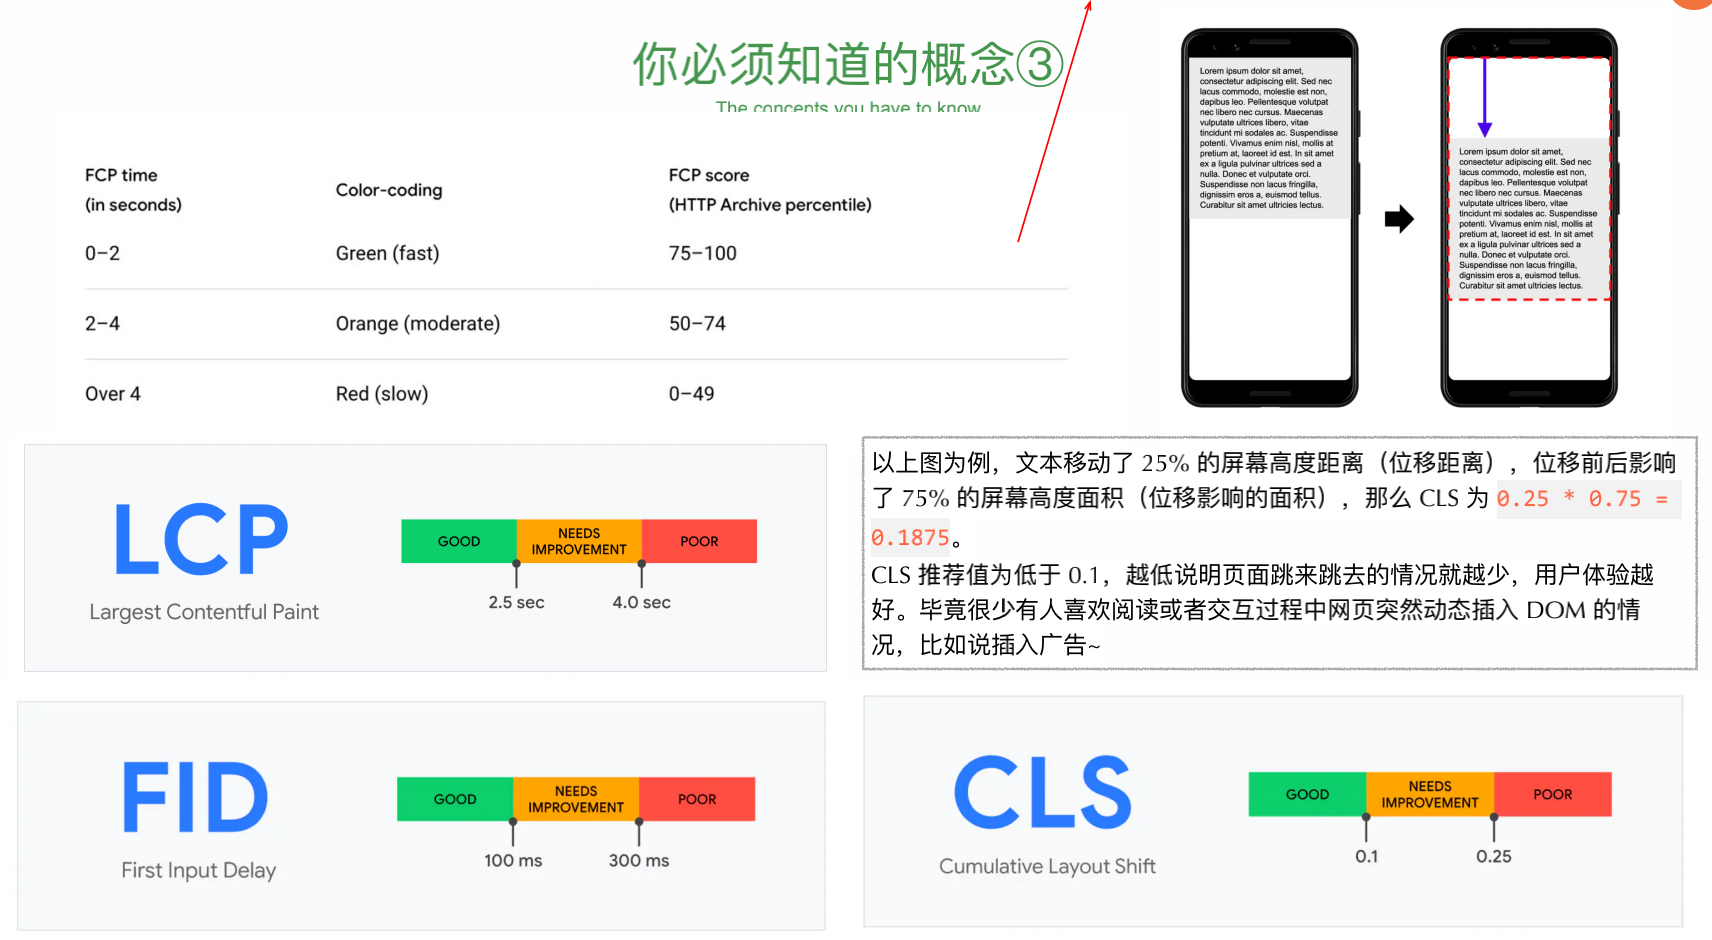 你必须知道的概念③
The concepts you have to know
FCP time
(in seconds)
Color-coding
FCP score
(HTTP Archive percentile)
0–2
Green (fast)
75–100
2–4
Orange (moderate)
50–74
Over 4
Red (slow)
0–49
Lorem ipsum dolor sit amet,
consectetur adipiscing elit. Sed nec
lacus commodo, molestie est non,
dapibus leo. Pellentesque volutpat
nec libero nec cursus. Maecenas
vulputate ultrices libero, vitae
tincidunt mi sodales ac. Suspendisse
potenti. Vivamus enim nisl, mollis at
pretium at, laoreet id est. In sit amet
ex a ligula pulvinar ultrices sed a
nulla. Donec et vulputate orci.
Suspendisse non lacus fringilla,
dignissim eros a, euismod tellus.
Curabitur sit amet ultricies lectus.
Lorem ipsum dolor sit amet,
consectetur adipiscing elit. Sed nec
lacus commodo, molestie est non,
dapibus leo. Pellentesque volutpat
nec libero nec cursus. Maecenas
vulputate ultrices libero, vitae
tincidunt mi sodales ac. Suspendisse
potenti. Vivamus enim nisl, mollis at
pretium at, laoreet id est. In sit amet
ex a ligula pulvinar ultrices sed a
nulla. Donec et vulputate orci.
Suspendisse non lacus fringilla,
dignissim eros a, euismod tellus.
Curabitur sit amet ultricies lectus.
LCP
Largest Contentful Paint
GOOD
NEEDS
IMPROVEMENT
POOR
2.5 sec
4.0 sec
以上图为例，文本移动了 25% 的屏幕高度距离（位移距离），位移前后影响
了 75% 的屏幕高度面积（位移影响的面积），那么 CLS 为 0.25 * 0.75 =
0.1875。
CLS 推荐值为低于 0.1，越低说明页面跳来跳去的情况就越少，用户体验越
好。毕竟很少有人喜欢阅读或者交互过程中网页突然动态插入 DOM 的情
况，比如说插入广告~
FID
First Input Delay
GOOD
NEEDS
IMPROVEMENT
POOR
100 ms
300 ms
CLS
Cumulative Layout Shift
GOOD
NEEDS
IMPROVEMENT
POOR
0.1
0.25